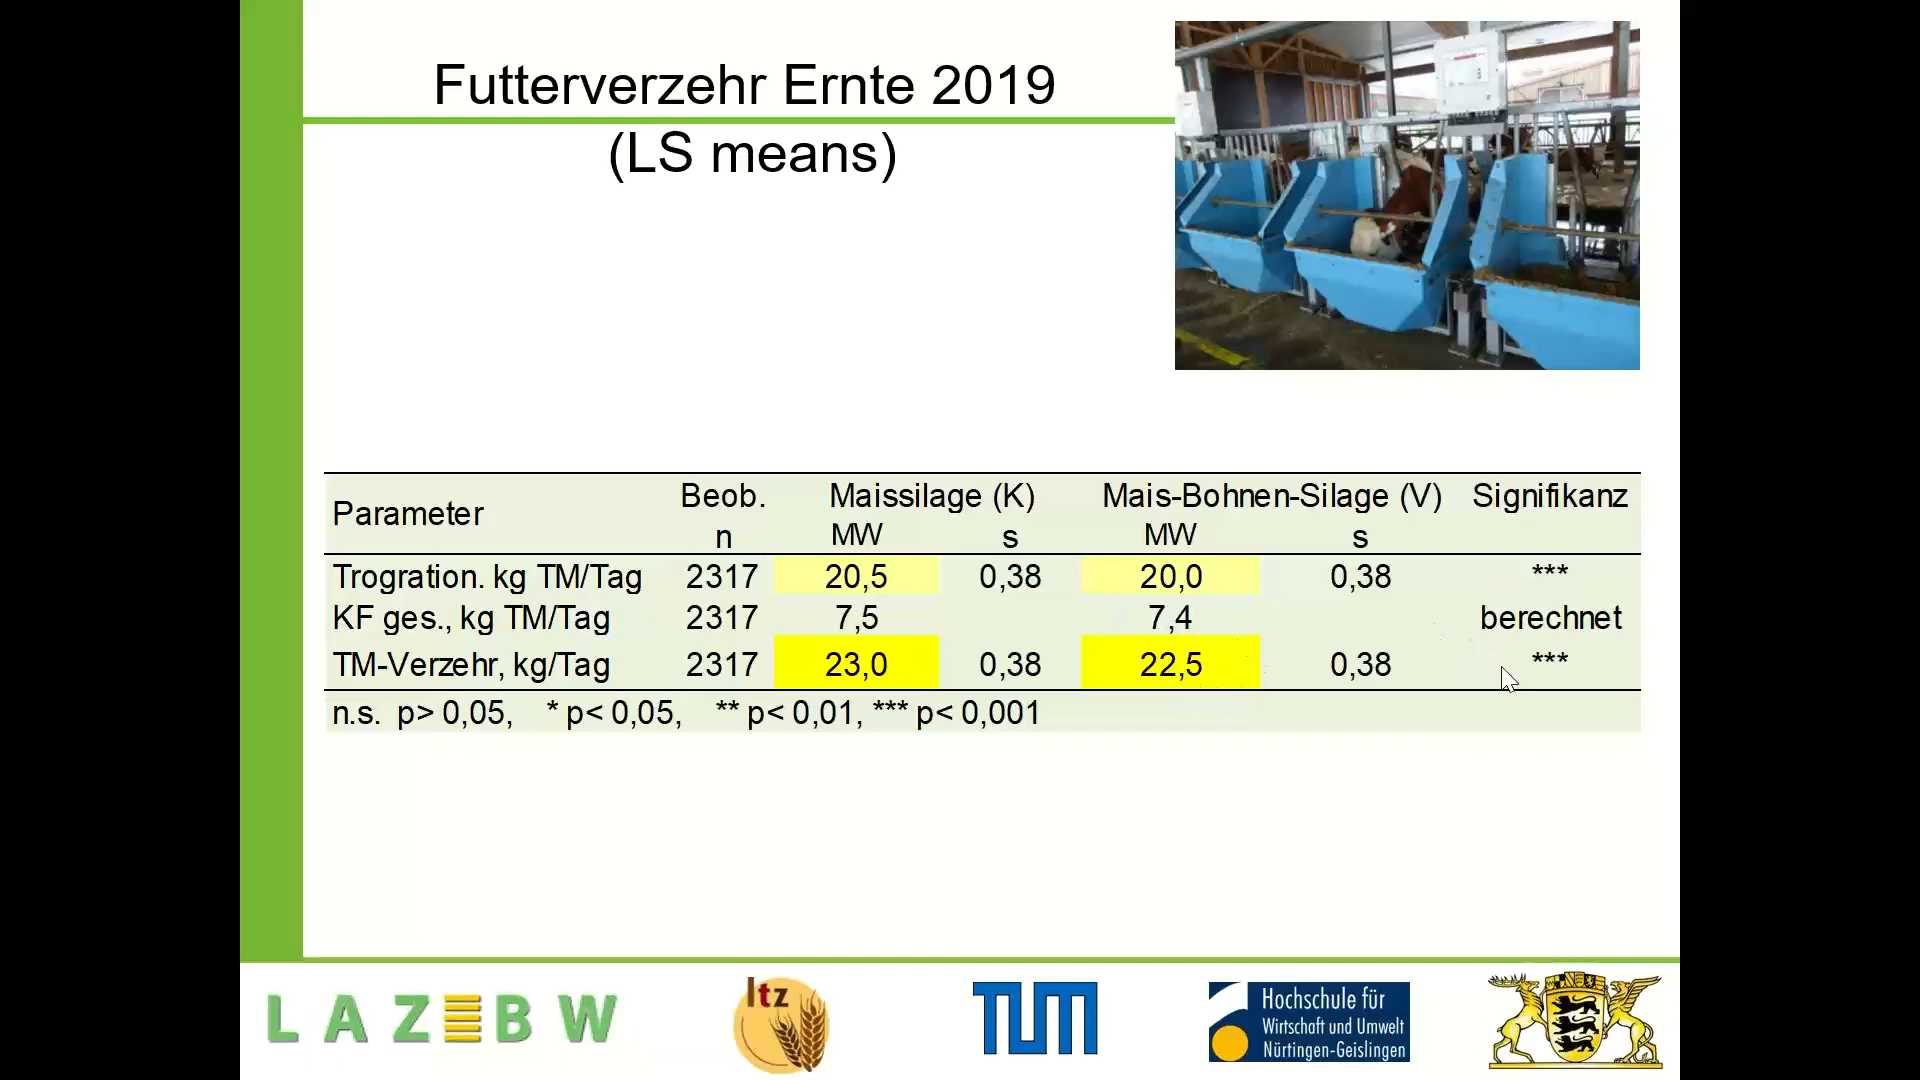 Futterverzehr Ernte 2019
(LS means)
Parameter Beob. Maissilage (K) Mais-Bohnen-Silage (V) Signifikanz
n MW s MW s
Trogration. kg TM/Tag 2317 20,5 0,38 20,0 0,38 ***
KF ges., kg TM/Tag 2317 7,5 7,4 berechnet
TM-Verzehr, kg/Tag 2317 23,0 0,38 22,5 0,38 ***
n.s. p> 0,05, * p< 0,05, ** p< 0,01, *** p< 0,001
LAZBW
ltz
TUM
Hochschule für
Wirtschaft und Umwelt
Nürtingen-Geislingen